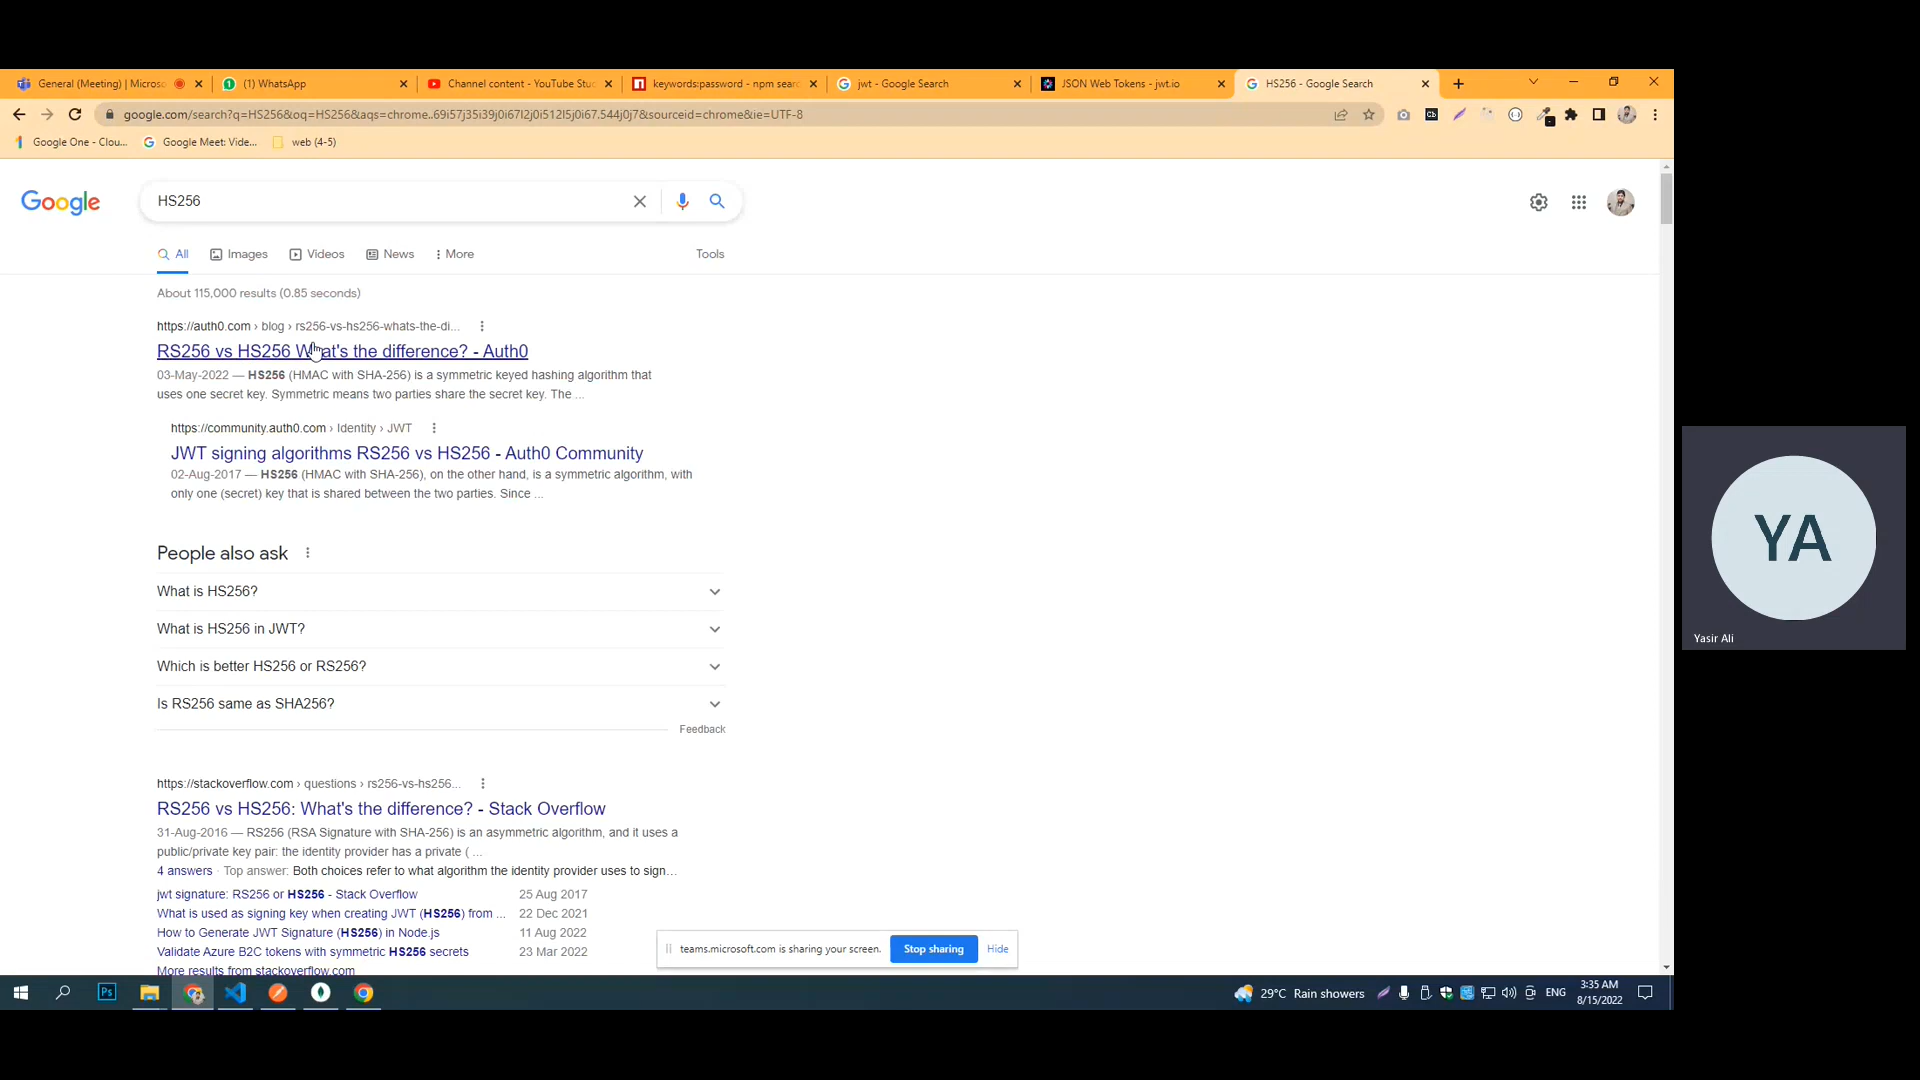 General (Meeting) | Microso
(1) WhatsApp
Channel content - YouTube Stu
keywords:password - npm sear
jwt - Google Search
JSON Web Tokens - jwt.io
HS256 - Google Search
google.com/search?q=HS256&oq=HS256&aqs=chrome..69i57j35i39j0i67l2j0i512l5j0i67.544j0j7&sourceid=chrome&ie=UTF-8
Google One - Clou...
Google Meet: Vide...
web (4-5)
Google
HS256
All
Images
Videos
News
More
Tools
About 115,000 results (0.85 seconds)
https://auth0.com › blog › rs256-vs-hs256-whats-the-di...
RS256 vs HS256 What's the difference? - Auth0
03-May-2022 — HS256 (HMAC with SHA-256) is a symmetric keyed hashing algorithm that
uses one secret key. Symmetric means two parties share the secret key. The ...
https://community.auth0.com › Identity › JWT
JWT signing algorithms RS256 vs HS256 - Auth0 Community
02-Aug-2017 — HS256 (HMAC with SHA-256), on the other hand, is a symmetric algorithm, with
only one (secret) key that is shared between the two parties. Since ...
People also ask
What is HS256?
What is HS256 in JWT?
Which is better HS256 or RS256?
Is RS256 same as SHA256?
Feedback
https://stackoverflow.com › questions › rs256-vs-hs256...
RS256 vs HS256: What's the difference? - Stack Overflow
31-Aug-2016 — RS256 (RSA Signature with SHA-256) is an asymmetric algorithm, and it uses a
public/private key pair: the identity provider has a private ( ...
4 answers · Top answer: Both choices refer to what algorithm the identity provider uses to sign...
jwt signature: RS256 or HS256 - Stack Overflow 25 Aug 2017
What is used as signing key when creating JWT (HS256) from ... 22 Dec 2021
How to Generate JWT Signature (HS256) in Node.js 11 Aug 2022
Validate Azure B2C tokens with symmetric HS256 secrets 23 Mar 2022
More results from stackoverflow.com
teams.microsoft.com is sharing your screen.
Stop sharing
Hide
YA
Yasir Ali
Ps
29°C Rain showers
ENG
3:35 AM
8/15/2022